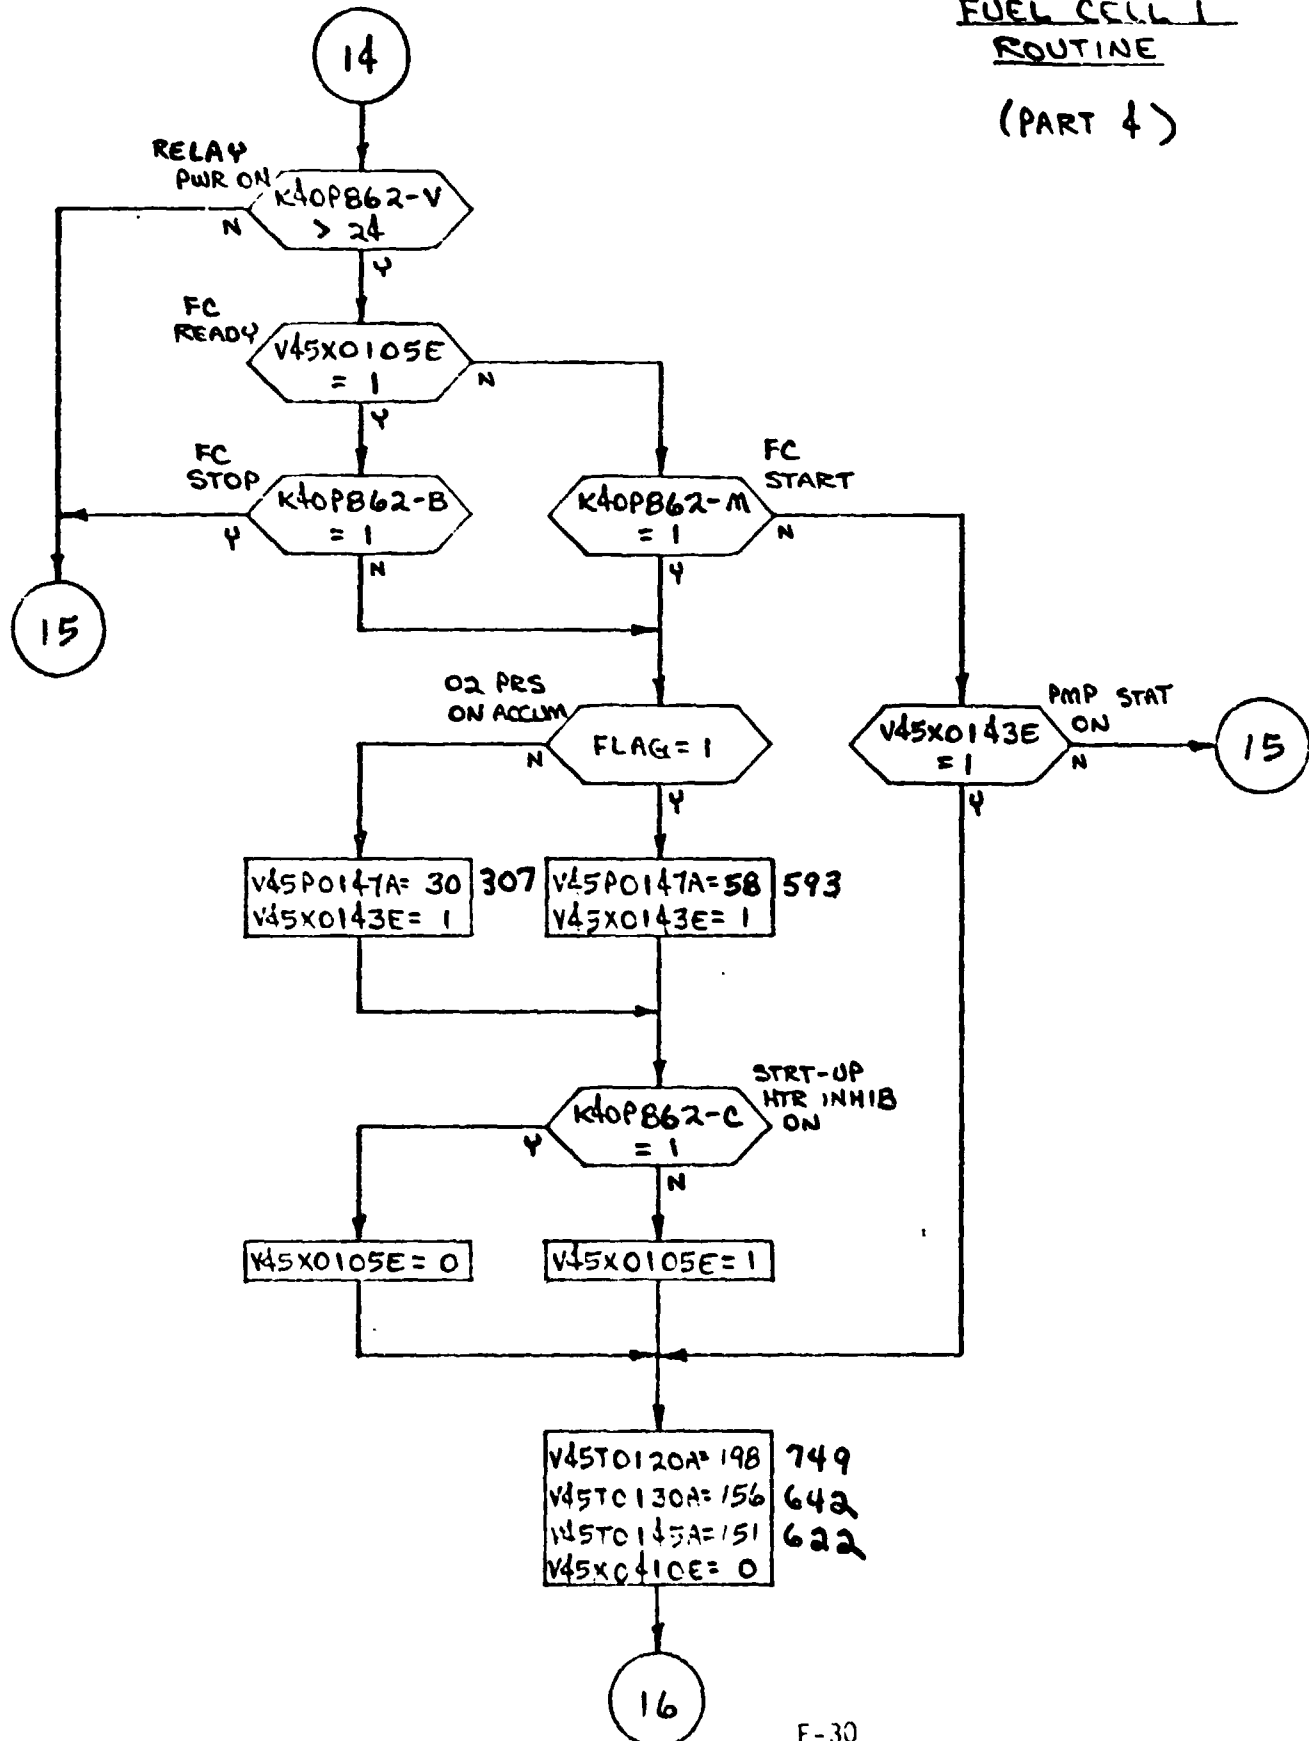 FUEL CELL 1
ROUTINE
(PART 4)
14
RELAY
PWR ON
K40P862-V
> 24
N
Y
FC
READY
V45X0105E
= 1
N
Y
FC
STOP
K40P862-B
= 1
Y
N
FC
START
K40P862-M
= 1
N
Y
15
O2 PRS
ON ACCUM
FLAG = 1
N
Y
PMP STAT
ON
V45X0143E
= 1
N
Y
15
V45P0147A= 30 307
V45X0143E= 1
V45P0147A=58 593
V45X0143E= 1
STRT-UP
HTR INHIB
ON
K40P862-C
= 1
Y
N
V45X0105E = 0
V45X0105E= 1
V45T0120A= 198 749
V45T0130A= 156 642
V45T0145A=151 622
V45X0410E= 0
16
E-30